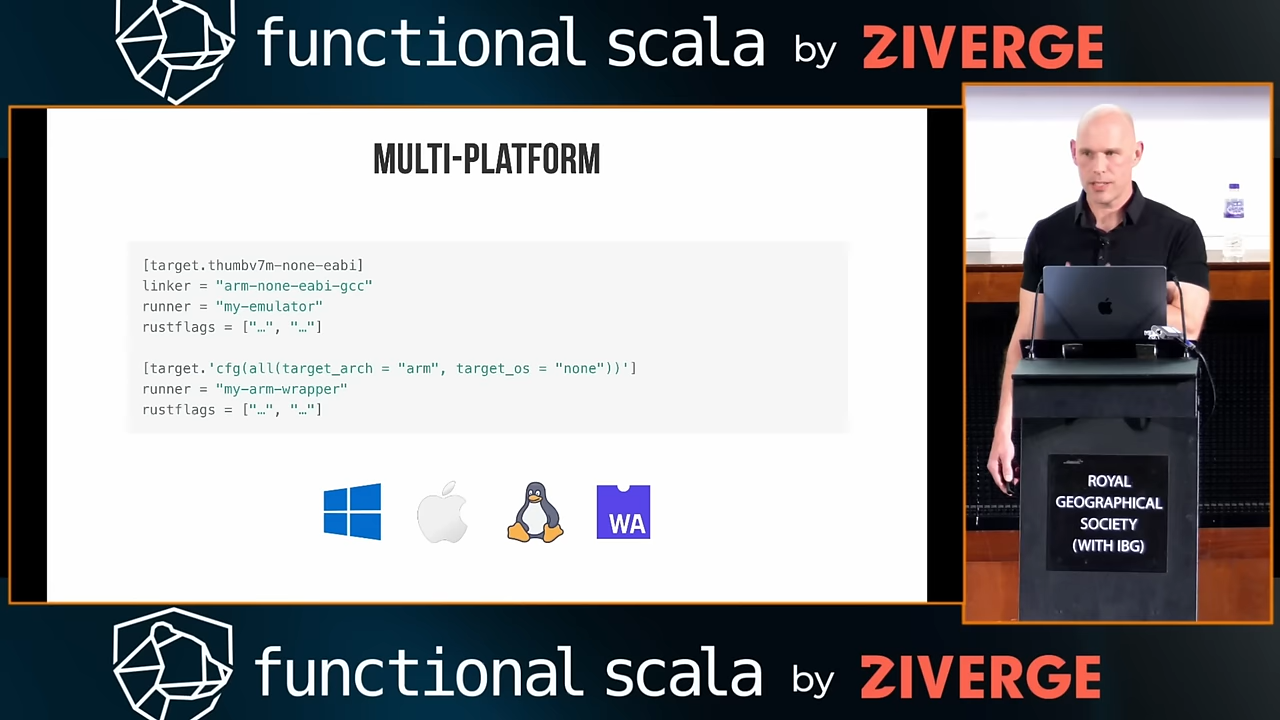 functional scala by ZIVERGE
MULTI-PLATFORM
[target.thumbv7m-none-eabi]
linker = "arm-none-eabi-gcc"
runner = "my-emulator"
rustflags = ["…", "…"]
[target.'cfg(all(target_arch = "arm", target_os = "none"))']
runner = "my-arm-wrapper"
rustflags = ["…", "…"]
WA
ROYAL
GEOGRAPHICAL
SOCIETY
(WITH IBG)
functional scala by ZIVERGE